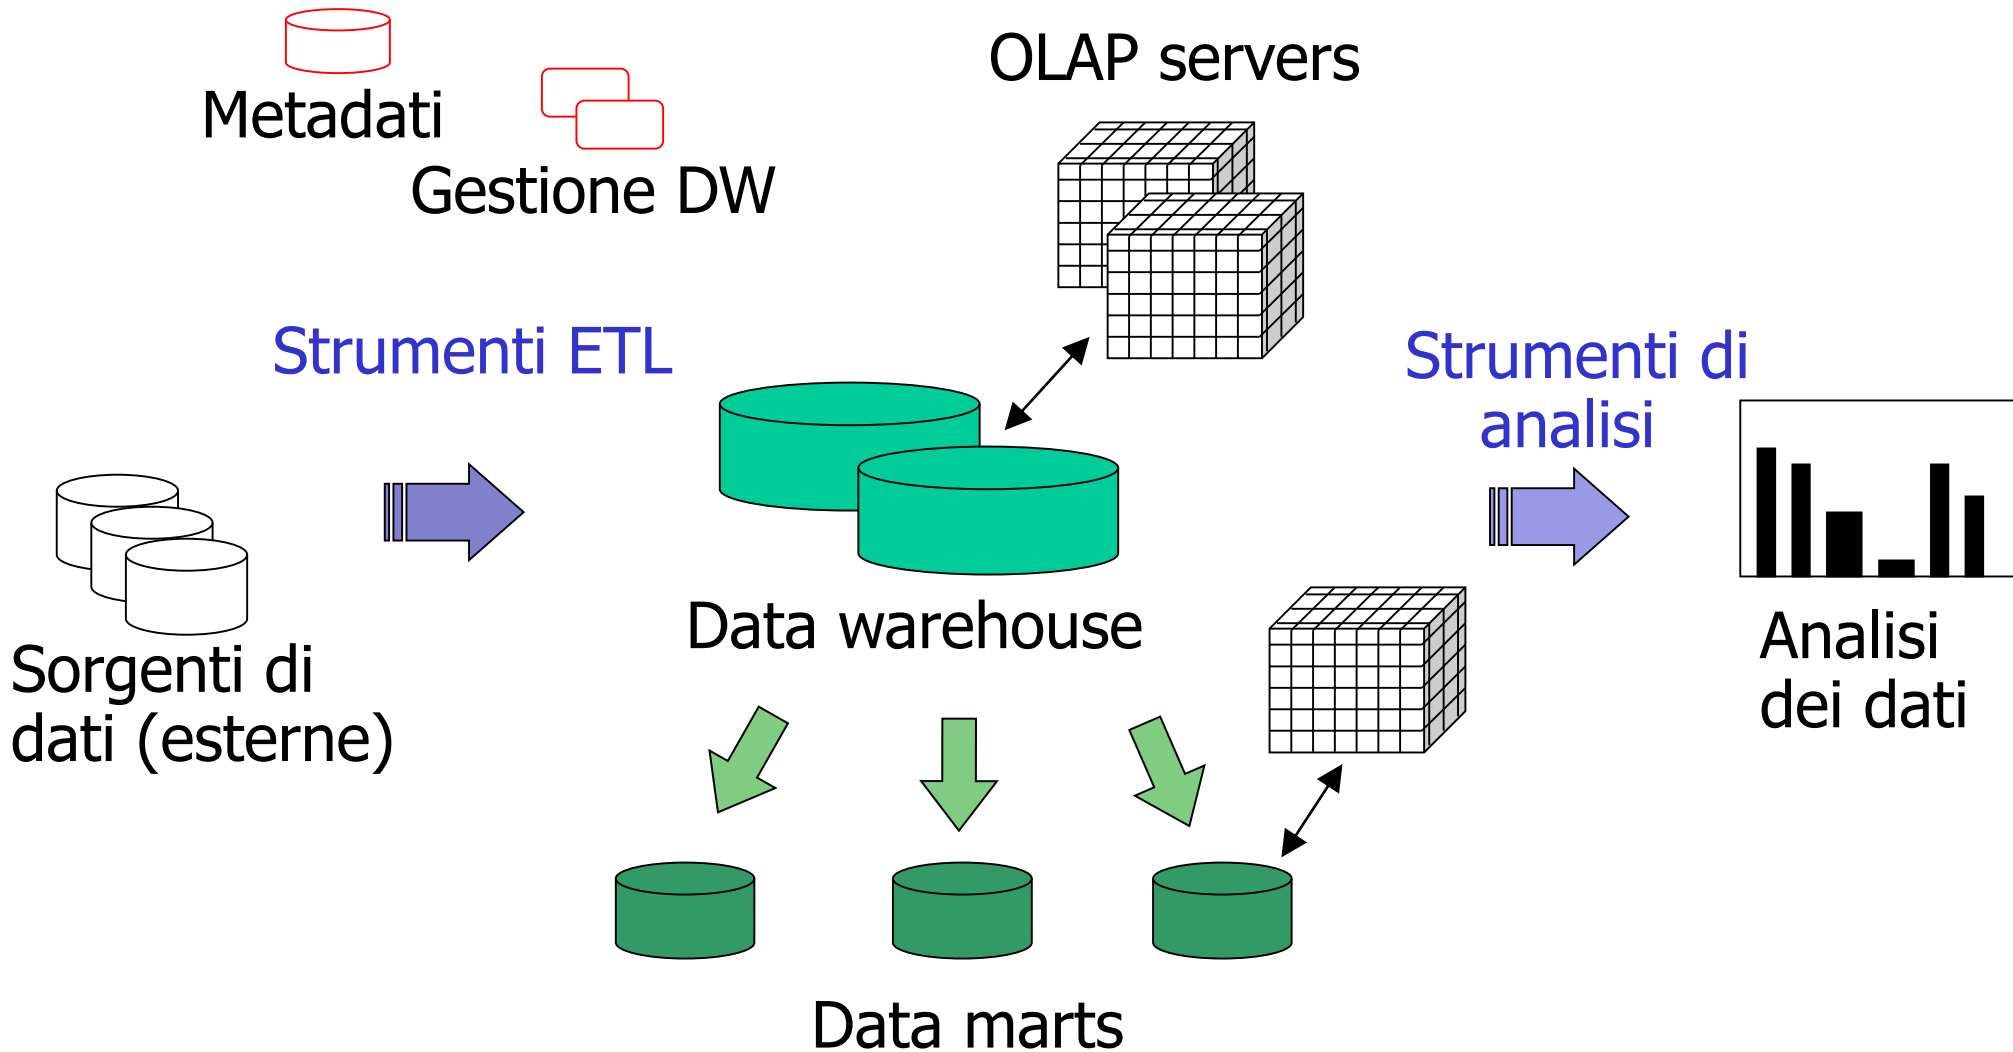 OLAP servers
Metadati
Gestione DW
Strumenti ETL
Strumenti di
analisi
Data warehouse
Sorgenti di
dati (esterne)
Analisi
dei dati
Data marts